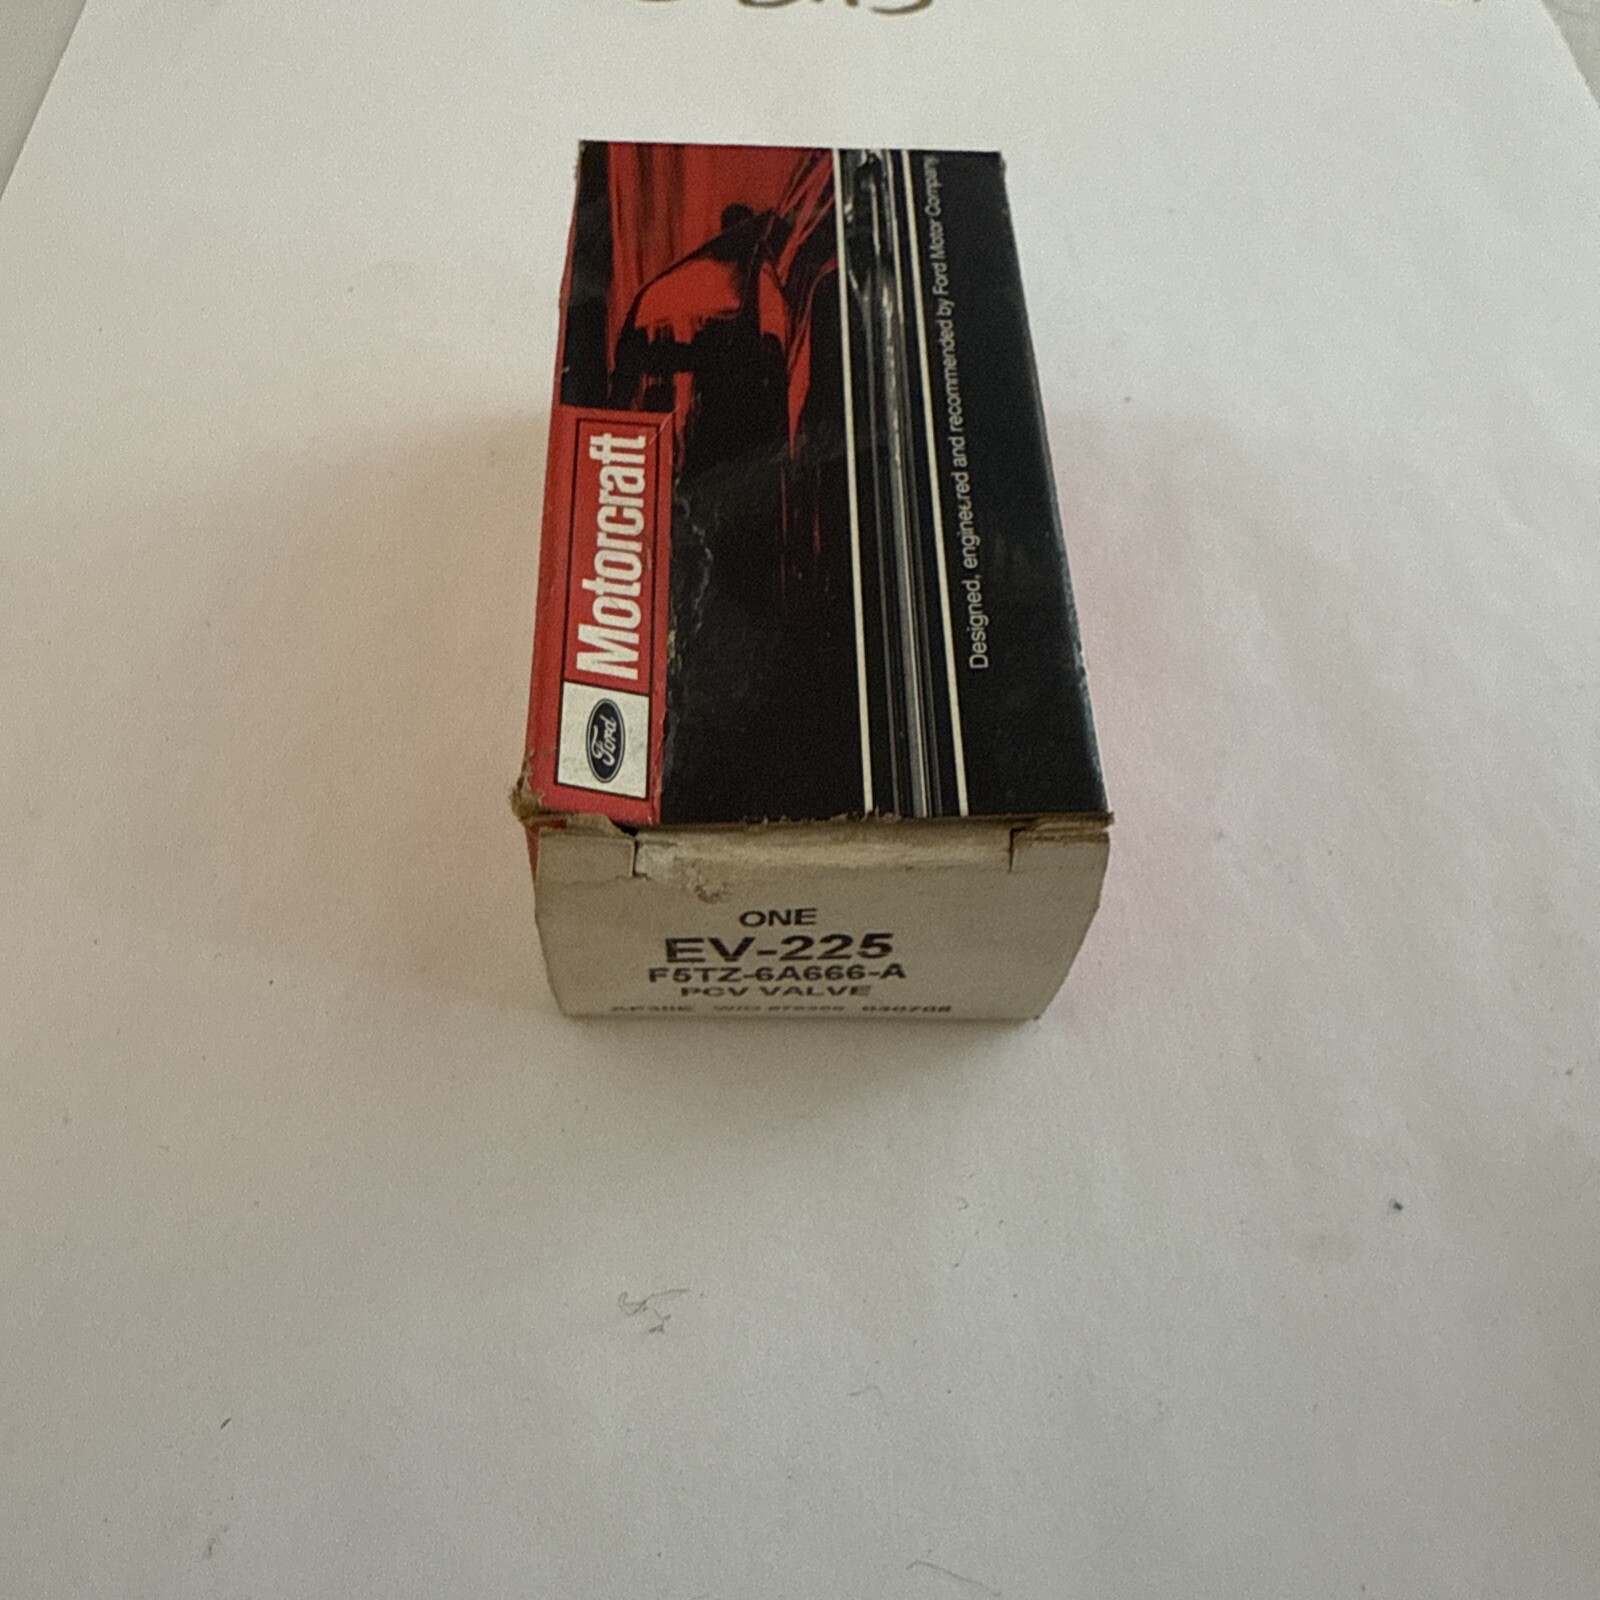 Motorcraft
Ford
Designed, engineered and recommended by Ford Motor Company
ONE
EV-225
F5TZ-6A666-A
PCV VALVE